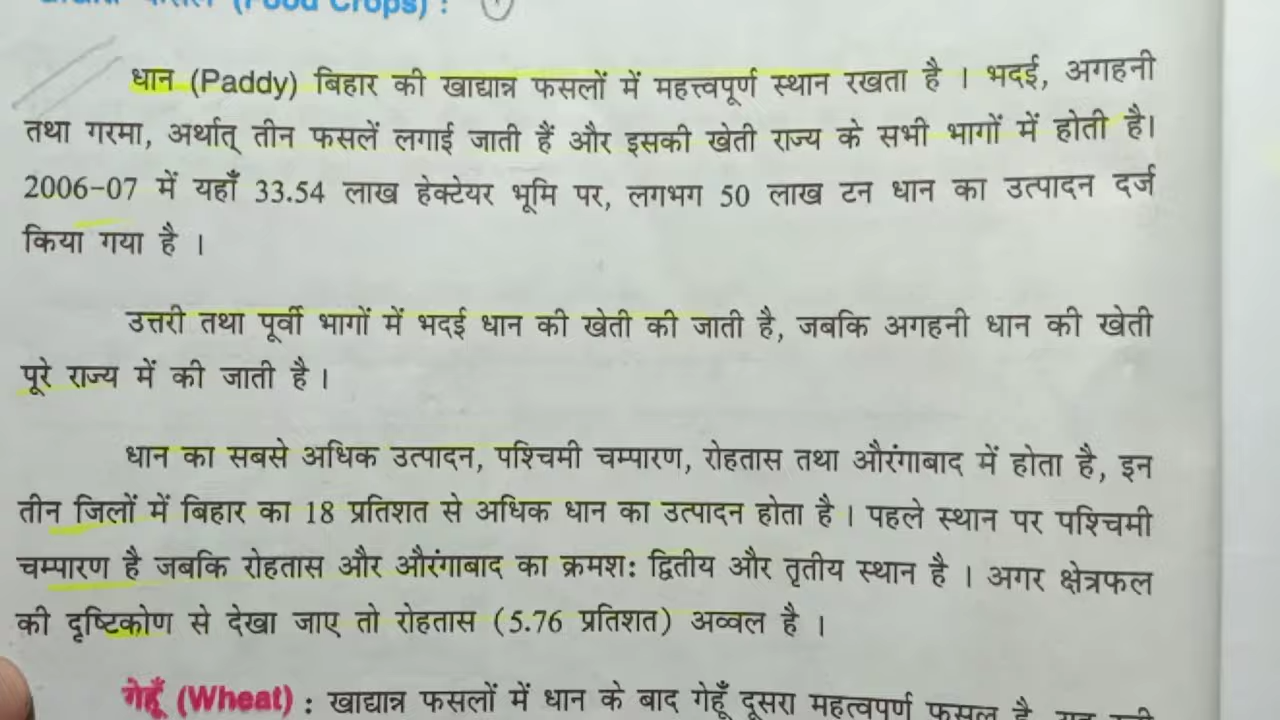 (Food Crops) :
धान (Paddy) बिहार की खाद्यान्न फसलों में महत्त्वपूर्ण स्थान रखता है । भदई, अगहनी
तथा गरमा, अर्थात् तीन फसलें लगाई जाती हैं और इसकी खेती राज्य के सभी भागों में होती है।
2006-07 में यहाँ 33.54 लाख हेक्टेयर भूमि पर, लगभग 50 लाख टन धान का उत्पादन दर्ज
किया गया है ।
उत्तरी तथा पूर्वी भागों में भदई धान की खेती की जाती है, जबकि अगहनी धान की खेती
पूरे राज्य में की जाती है ।
धान का सबसे अधिक उत्पादन, पश्चिमी चम्पारण, रोहतास तथा औरंगाबाद में होता है, इन
तीन जिलों में बिहार का 18 प्रतिशत से अधिक धान का उत्पादन होता है । पहले स्थान पर पश्चिमी
चम्पारण है जबकि रोहतास और औरंगाबाद का क्रमशः द्वितीय और तृतीय स्थान है । अगर क्षेत्रफल
की दृष्टिकोण से देखा जाए तो रोहतास (5.76 प्रतिशत) अव्वल है ।
गेहूँ (Wheat) : खाद्यान्न फसलों में धान के बाद गेहूँ दूसरा महत्वपूर्ण फसल है